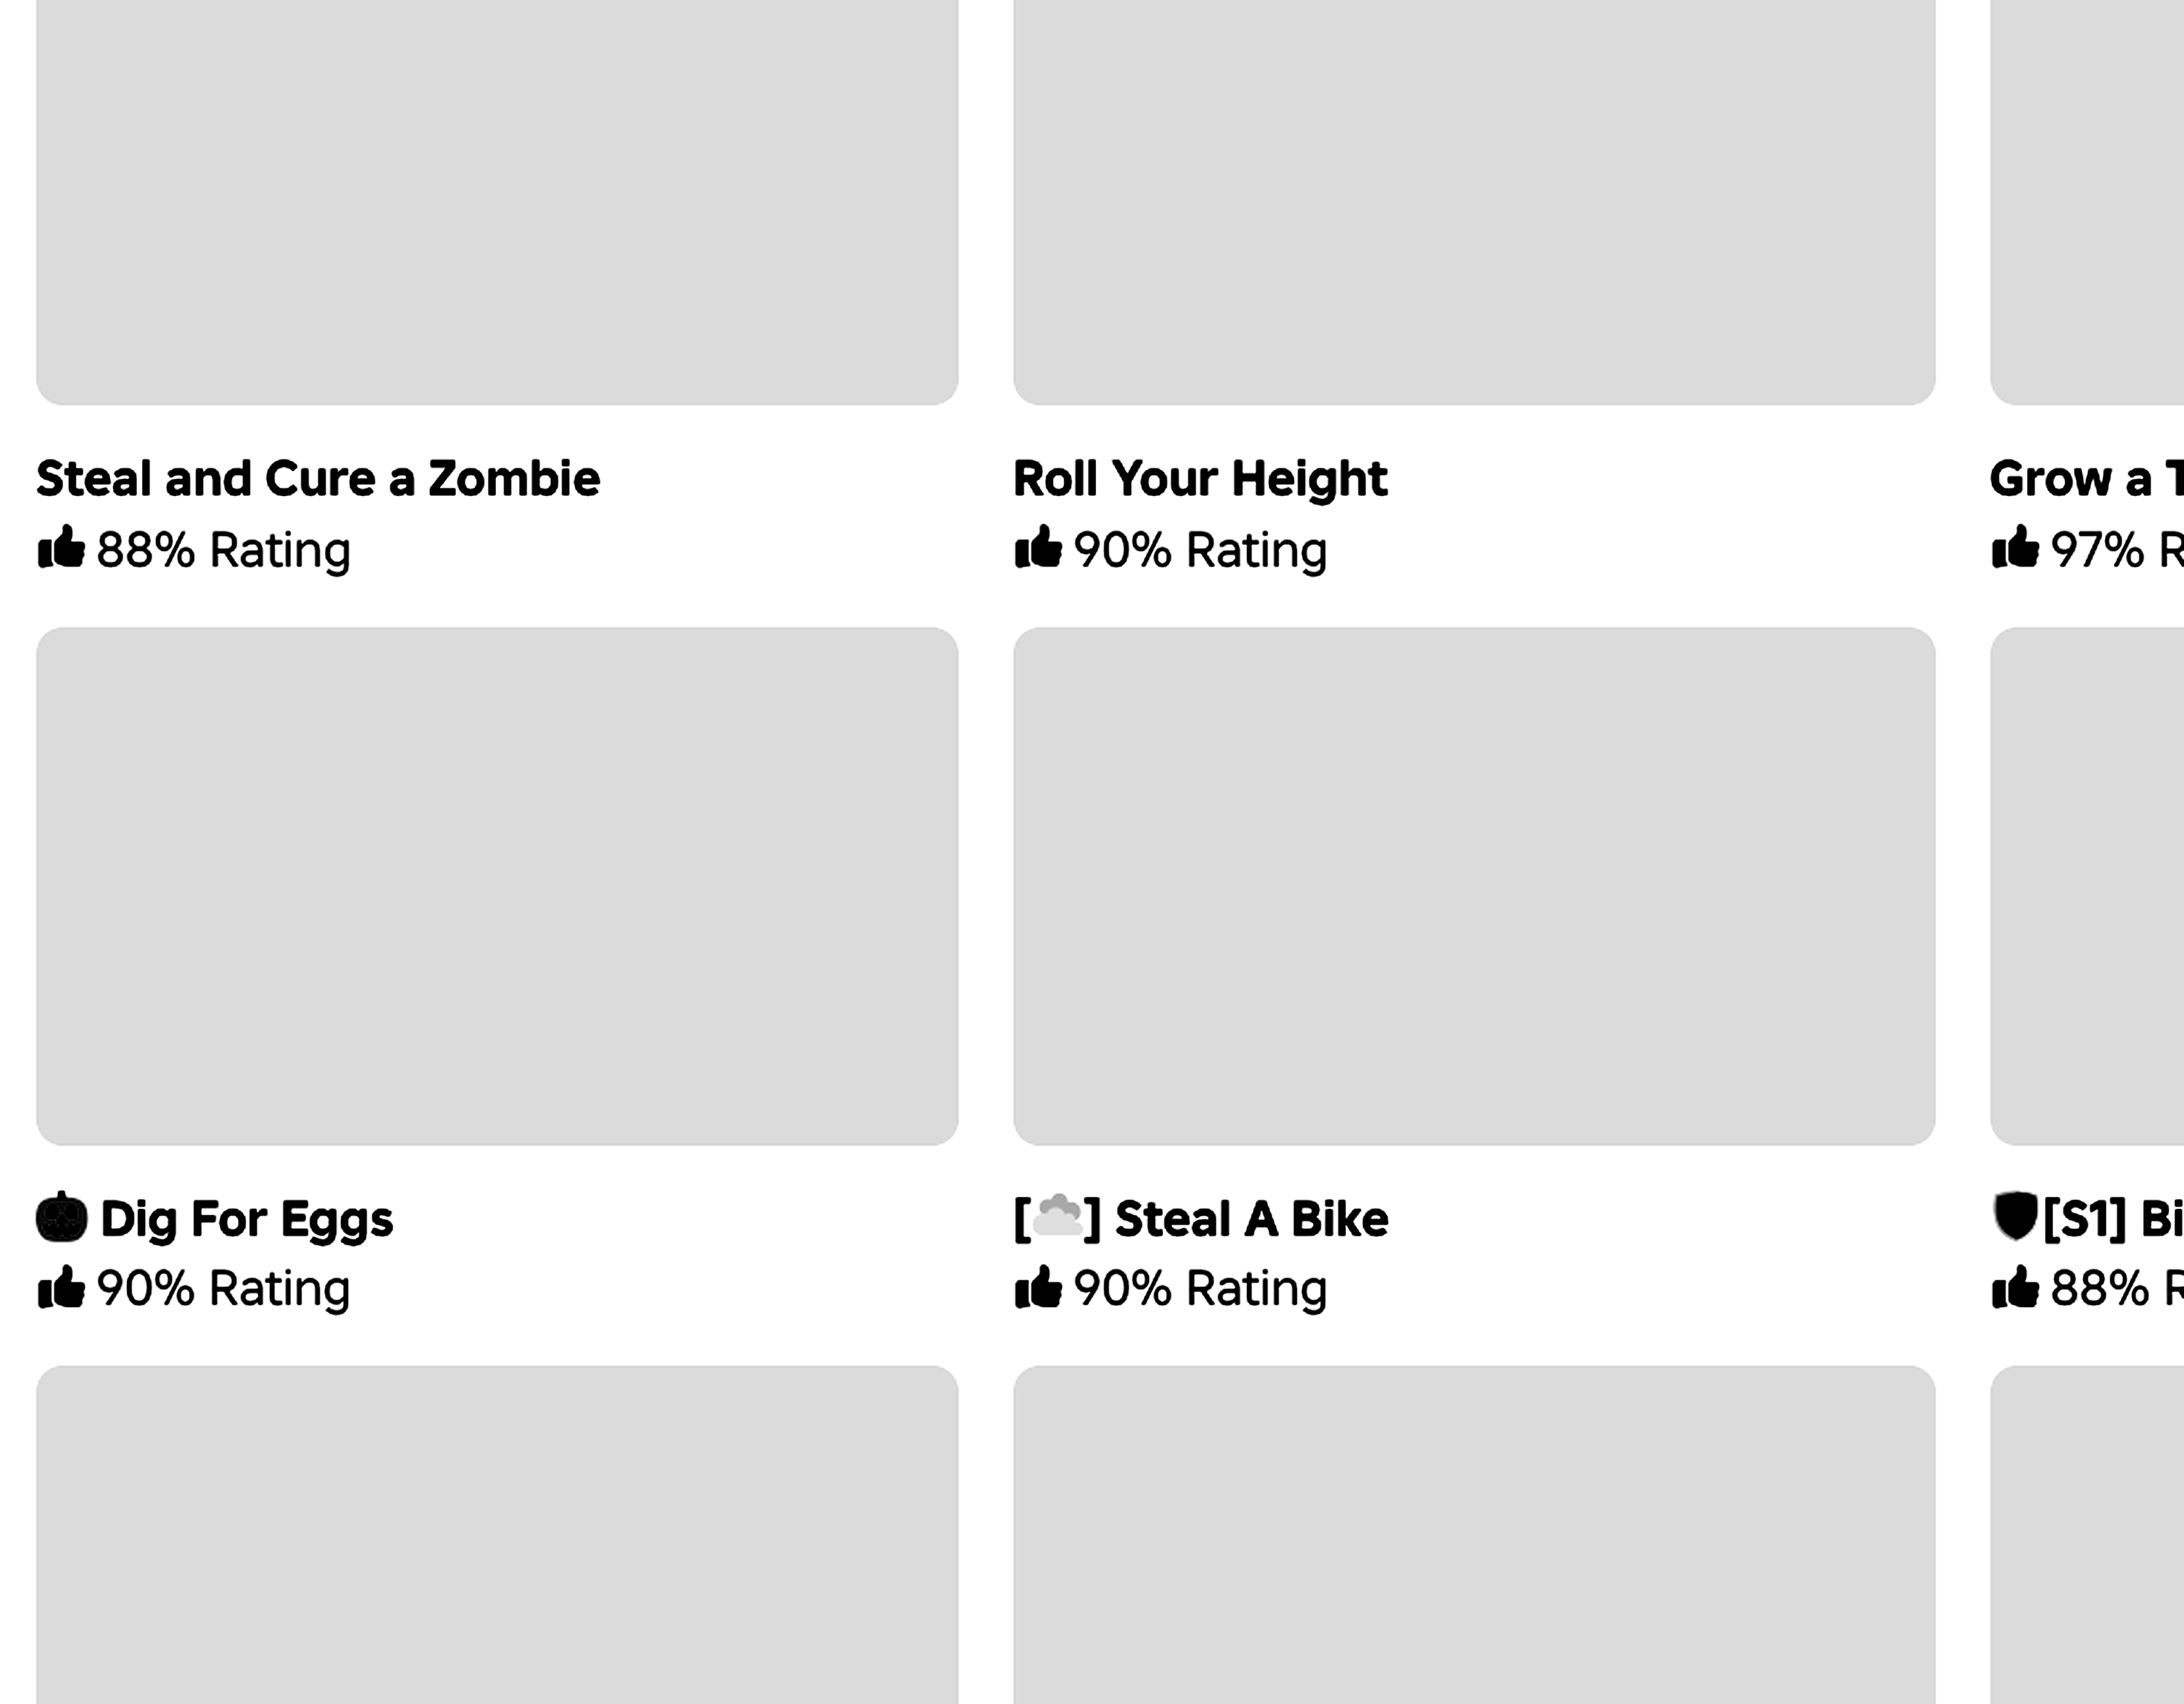 Steal and Cure a Zombie
88% Rating
Roll Your Height
90% Rating
Grow a
97%
🎃 Dig For Eggs
90% Rating
[☁️] Steal A Bike
90% Rating
🛡️[S1]
88%